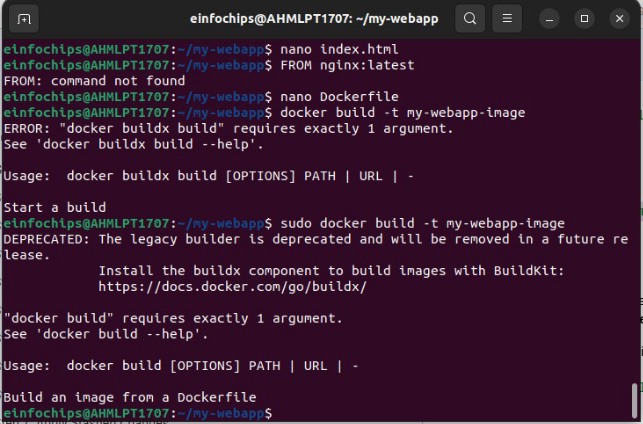 einfochips@AHMLPT1707: ~/my-webapp
einfochips@AHMLPT1707:~/my-webapp$ nano index.html
einfochips@AHMLPT1707:~/my-webapp$ FROM nginx:latest
FROM: command not found
einfochips@AHMLPT1707:~/my-webapp$ nano Dockerfile
einfochips@AHMLPT1707:~/my-webapp$ docker build -t my-webapp-image
ERROR: "docker buildx build" requires exactly 1 argument.
See 'docker buildx build --help'.
Usage:  docker buildx build [OPTIONS] PATH | URL | -
Start a build
einfochips@AHMLPT1707:~/my-webapp$ sudo docker build -t my-webapp-image
DEPRECATED: The legacy builder is deprecated and will be removed in a future re
lease.
            Install the buildx component to build images with BuildKit:
            https://docs.docker.com/go/buildx/
"docker build" requires exactly 1 argument.
See 'docker build --help'.
Usage:  docker build [OPTIONS] PATH | URL | -
Build an image from a Dockerfile
einfochips@AHMLPT1707:~/my-webapp$